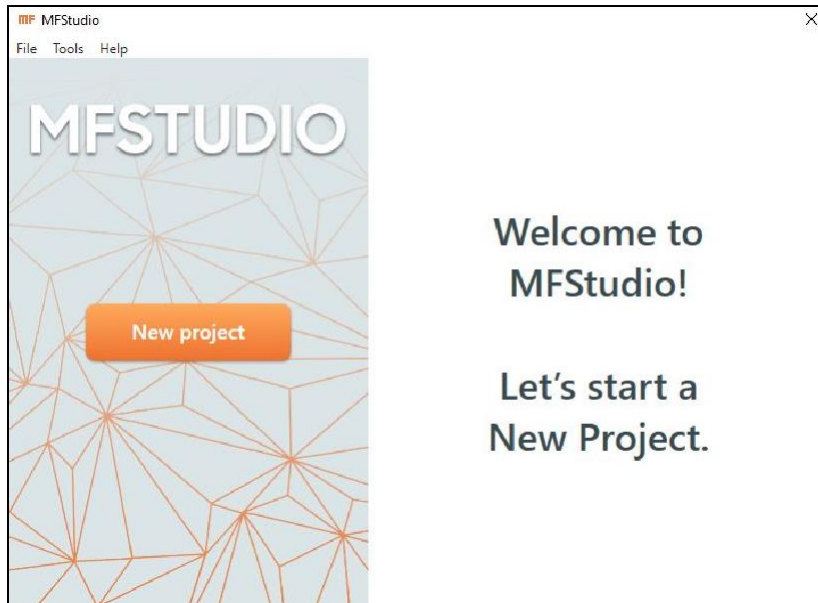 MF MFStudio
File Tools Help
MFSTUDIO
New project
Welcome to
MFStudio!
Let's start a
New Project.